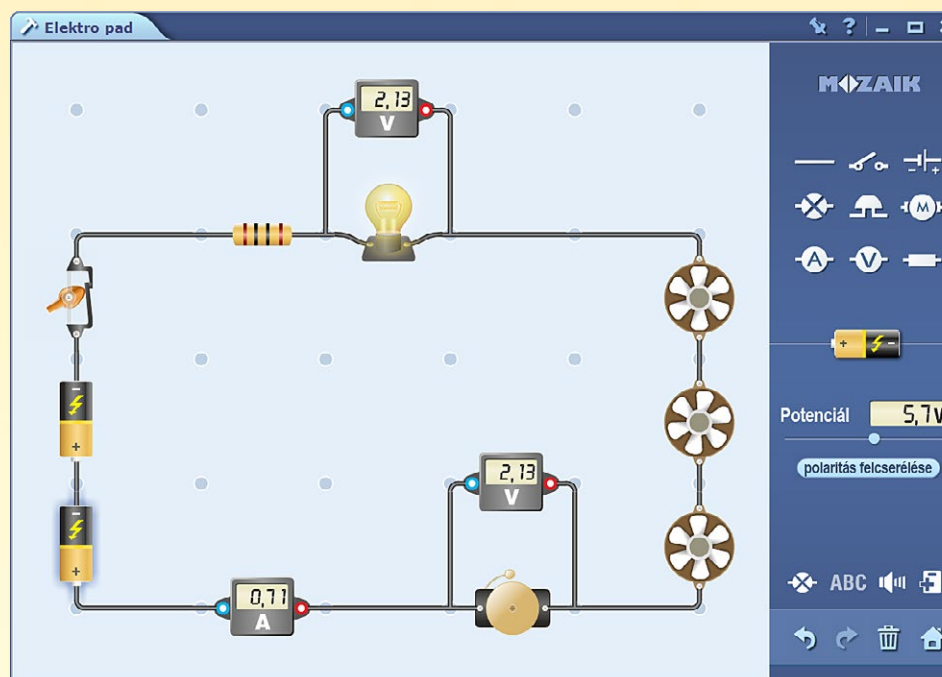 Elektro pad
?
MOZAIK
2,13
V
- +
M
A V
+ -
Potenciál 5,7V
polaritás felcserélése
-
+
2,13
V
-
+
0,71
A
ABC